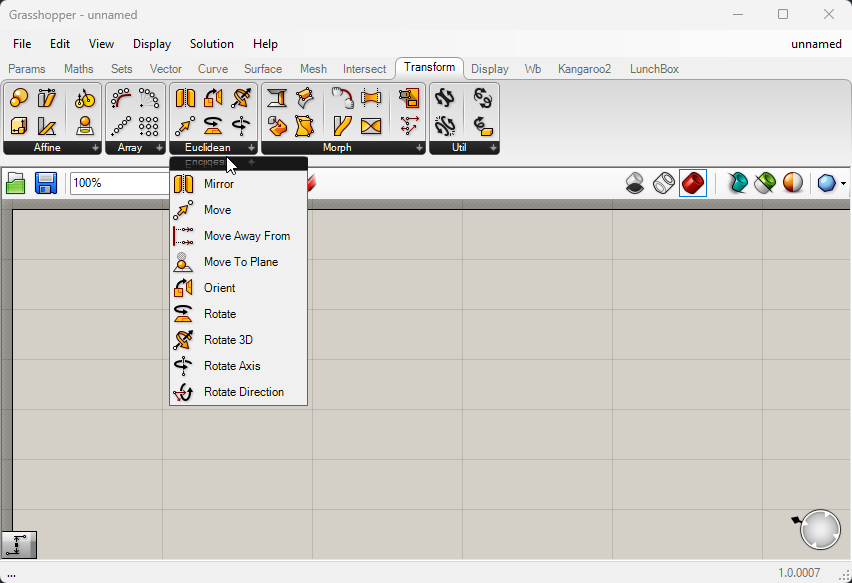 Grasshopper - unnamed
File Edit View Display Solution Help unnamed
Params Maths Sets Vector Curve Surface Mesh Intersect Transform Display Wb Kangaroo2 LunchBox
Affine Array Euclidean Morph Util
Euclidean
100%
Mirror
Move
Move Away From
Move To Plane
Orient
Rotate
Rotate 3D
Rotate Axis
Rotate Direction
... 1.0.0007